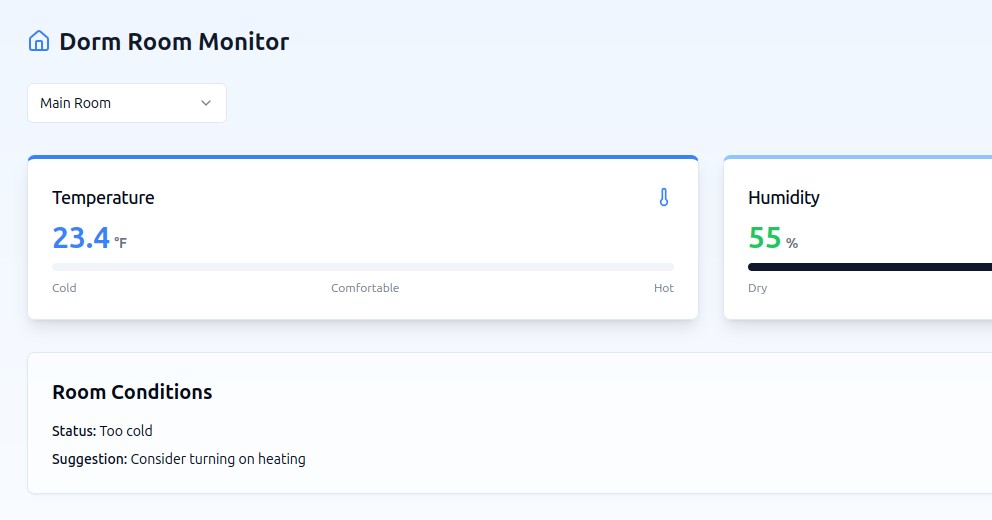 Dorm Room Monitor
Main Room
Temperature
23.4 °F
Cold Comfortable Hot
Humidity
55 %
Dry
Room Conditions
Status: Too cold
Suggestion: Consider turning on heating